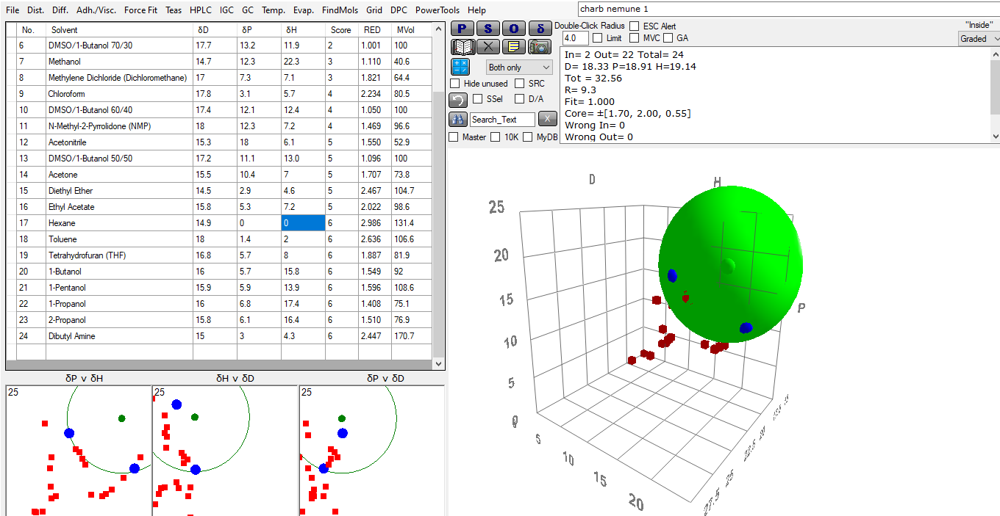 File Dist. Diff. Adh./Visc. Force Fit Teas HPLC IGC GC Temp. Evap. FindMols Grid DPC PowerTools Help
charb nemune 1
No. Solvent δD δP δH Score RED MVol
6 DMSO/1-Butanol 70/30 17.7 13.2 11.9 2 1.001 100
7 Methanol 14.7 12.3 22.3 3 1.110 40.6
8 Methylene Dichloride (Dichloromethane) 17 7.3 7.1 3 1.821 64.4
9 Chloroform 17.8 3.1 5.7 4 2.234 80.5
10 DMSO/1-Butanol 60/40 17.4 12.1 12.4 4 1.050 100
11 N-Methyl-2-Pyrrolidone (NMP) 18 12.3 7.2 4 1.469 96.6
12 Acetonitrile 15.3 18 6.1 5 1.550 52.9
13 DMSO/1-Butanol 50/50 17.2 11.1 13.0 5 1.096 100
14 Acetone 15.5 10.4 7 5 1.707 73.8
15 Diethyl Ether 14.5 2.9 4.6 5 2.467 104.7
16 Ethyl Acetate 15.8 5.3 7.2 5 2.022 98.6
17 Hexane 14.9 0 0 6 2.986 131.4
18 Toluene 18 1.4 2 6 2.636 106.6
19 Tetrahydrofuran (THF) 16.8 5.7 8 6 1.887 81.9
20 1-Butanol 16 5.7 15.8 6 1.549 92
21 1-Pentanol 15.9 5.9 13.9 6 1.596 108.6
22 1-Propanol 16 6.8 17.4 6 1.408 75.1
23 2-Propanol 15.8 6.1 16.4 6 1.510 76.9
24 Dibutyl Amine 15 3 4.3 6 2.447 170.7
P S O δ
Double-Click Radius ESC Alert
4.0 Limit MVC GA
"Inside"
Graded
Both only
Hide unused SRC
SSel D/A
Search_Text X
Master 10K MyDB
In= 2 Out= 22 Total= 24
D= 18.33 P=18.91 H=19.14
Tot = 32.56
R= 9.3
Fit= 1.000
Core= ±[1.70, 2.00, 0.55]
Wrong In= 0
Wrong Out= 0
D H
25
20
15
P
10
5
0
5
10
15
20
25
27.5
δP v δH δH v δD δP v δD
25 25 25